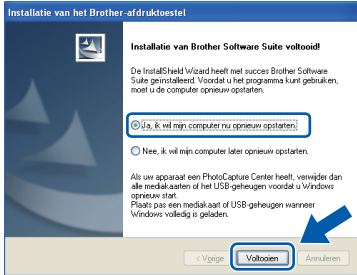 Installatie van het Brother-afdruktoestel
Installatie van Brother Software Suite voltooid!
De InstallShield Wizard heeft met succes Brother Software
Suite geïnstalleerd. Voordat u het programma kunt gebruiken,
moet u de computer opnieuw opstarten.
Ja, ik wil mijn computer nu opnieuw opstarten.
Nee, ik wil mijn computer later opnieuw opstarten.
Als uw apparaat een PhotoCapture Center heeft, verwijder dan
alle mediakaarten of het USB-geheugen voordat u Windows
opnieuw start.
Plaats pas een mediakaart of USB-geheugen wanneer
Windows volledig is geladen.
< Vorige
Voltooien
Annuleren